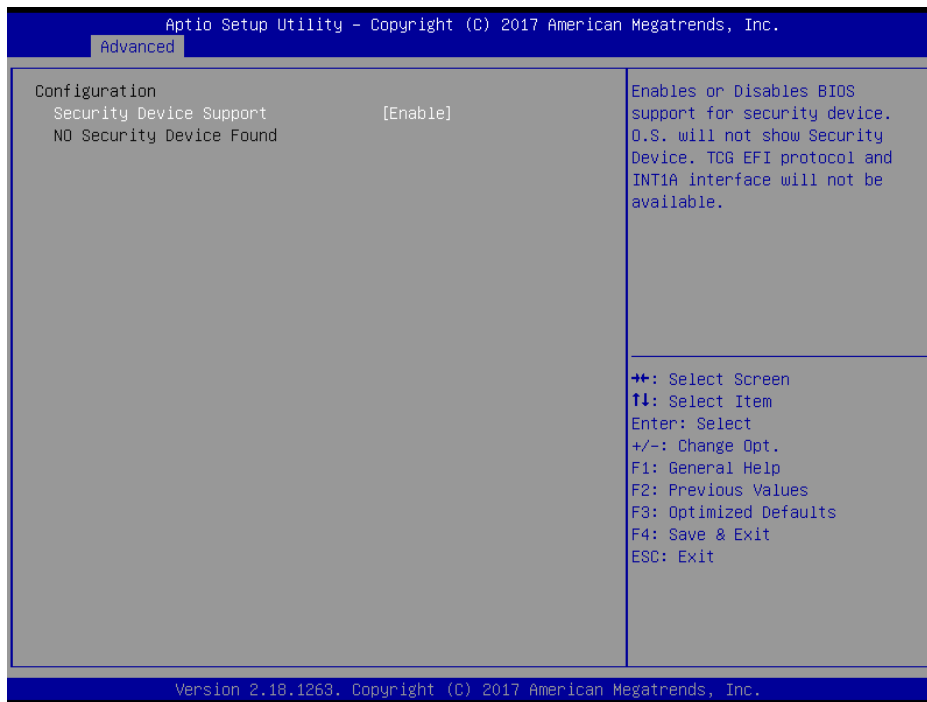 Aptio Setup Utility – Copyright (C) 2017 American Megatrends, Inc.
Advanced
Configuration
Security Device Support [Enable]
NO Security Device Found
Enables or Disables BIOS
support for security device.
O.S. will not show Security
Device. TCG EFI protocol and
INT1A interface will not be
available.
→←: Select Screen
↑↓: Select Item
Enter: Select
+/-: Change Opt.
F1: General Help
F2: Previous Values
F3: Optimized Defaults
F4: Save & Exit
ESC: Exit
Version 2.18.1263. Copyright (C) 2017 American Megatrends, Inc.